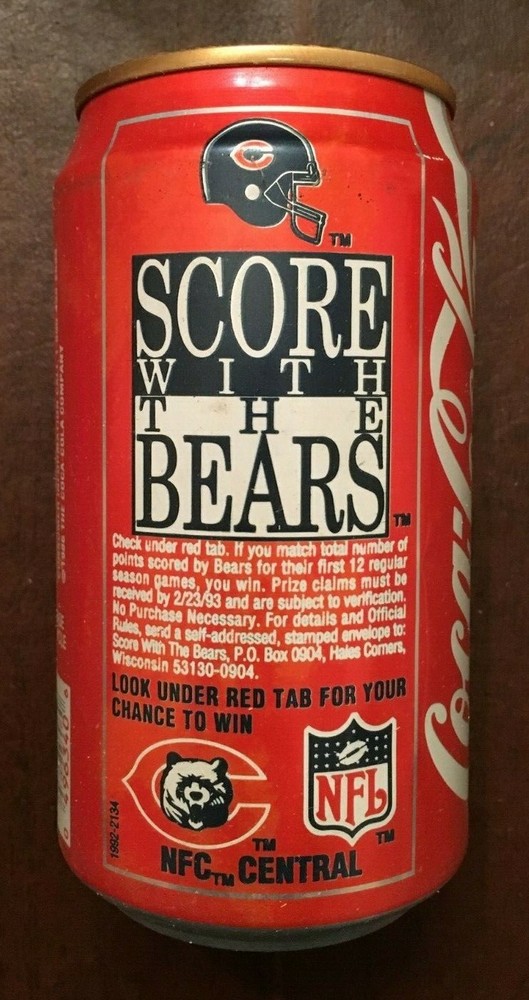 C
TM
SCORE
WITH
THE
BEARS
TM
Check under red tab. If you match total number of
points scored by Bears for their first 12 regular
season games, you win. Prize claims must be
received by 2/23/93 and are subject to verification.
No Purchase Necessary. For details and Official
Rules, send a self-addressed, stamped envelope to:
Score With The Bears, P.O. Box 0904, Hales Corners,
Wisconsin 53130-0904.
LOOK UNDER RED TAB FOR YOUR
CHANCE TO WIN
C
TM
NFL
TM
NFC TM CENTRAL
1992-2134
Coca-Cola
THE COCA-COLA COMPANY